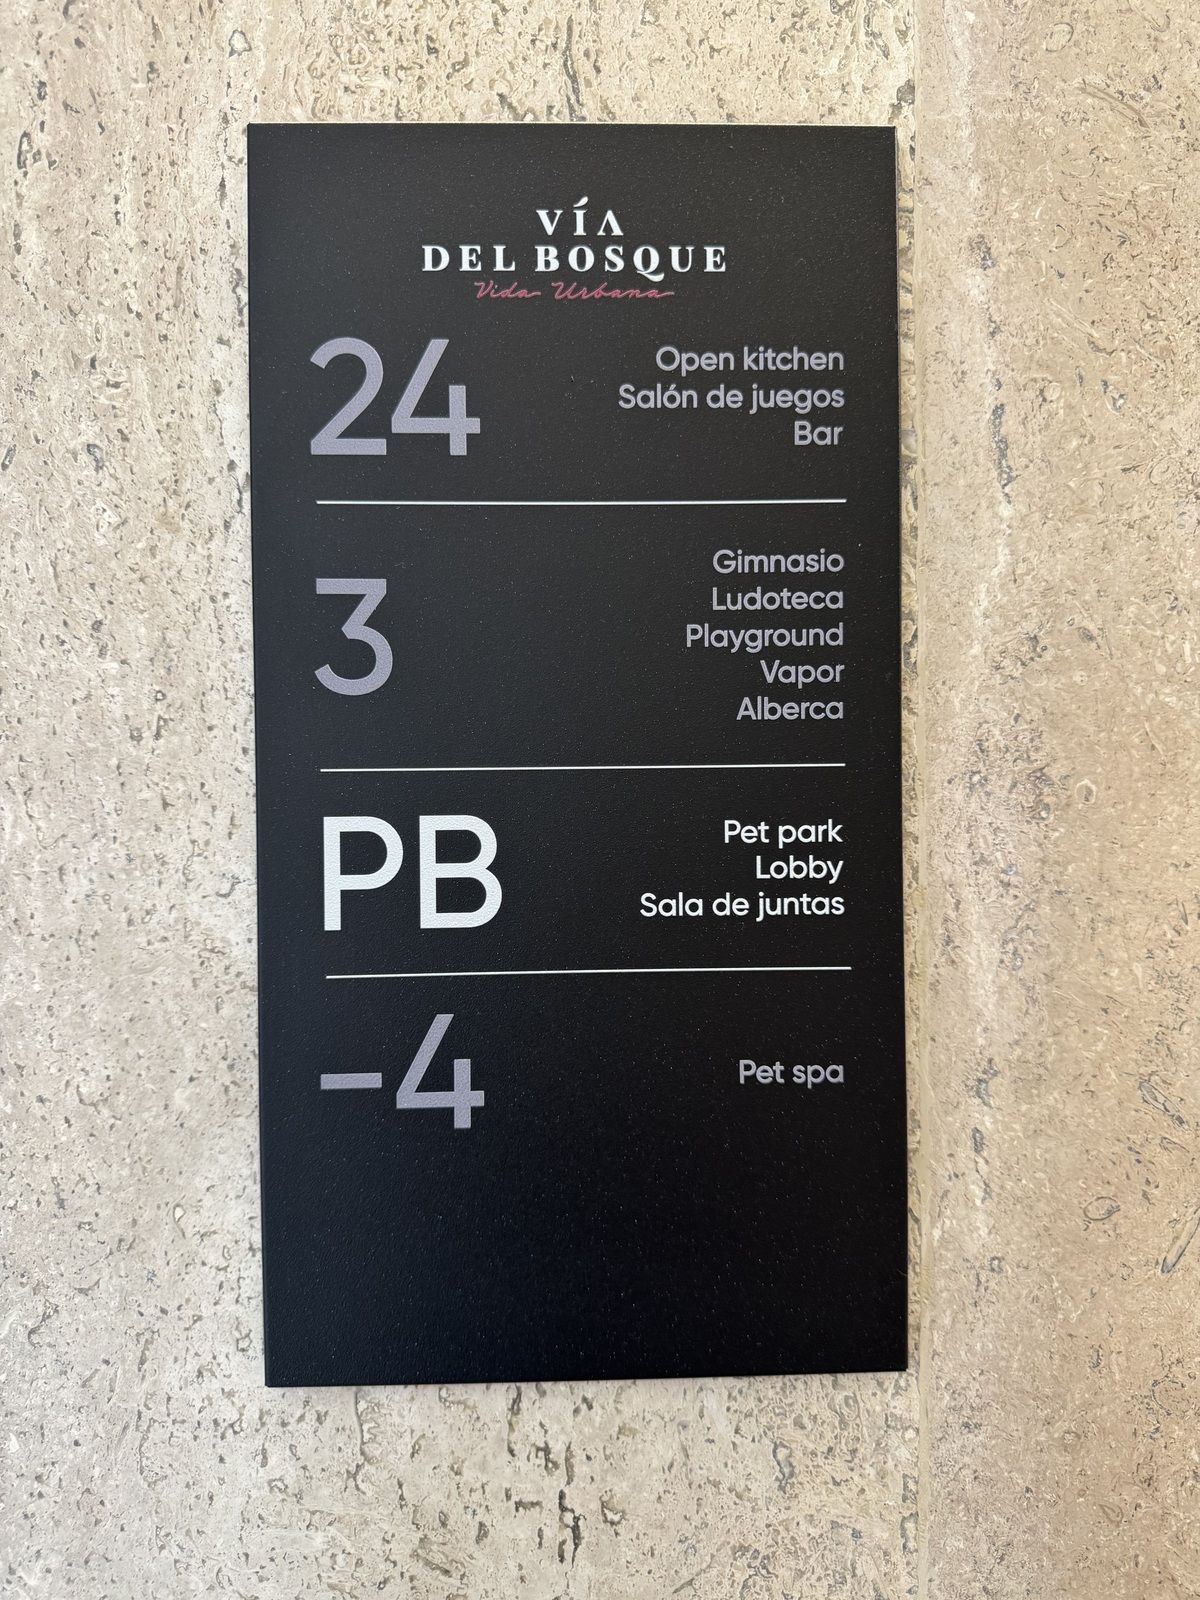 VÍA
DEL BOSQUE
Vida Urbana
24
Open kitchen
Salón de juegos
Bar
3
Gimnasio
Ludoteca
Playground
Vapor
Alberca
PB
Pet park
Lobby
Sala de juntas
-4
Pet spa